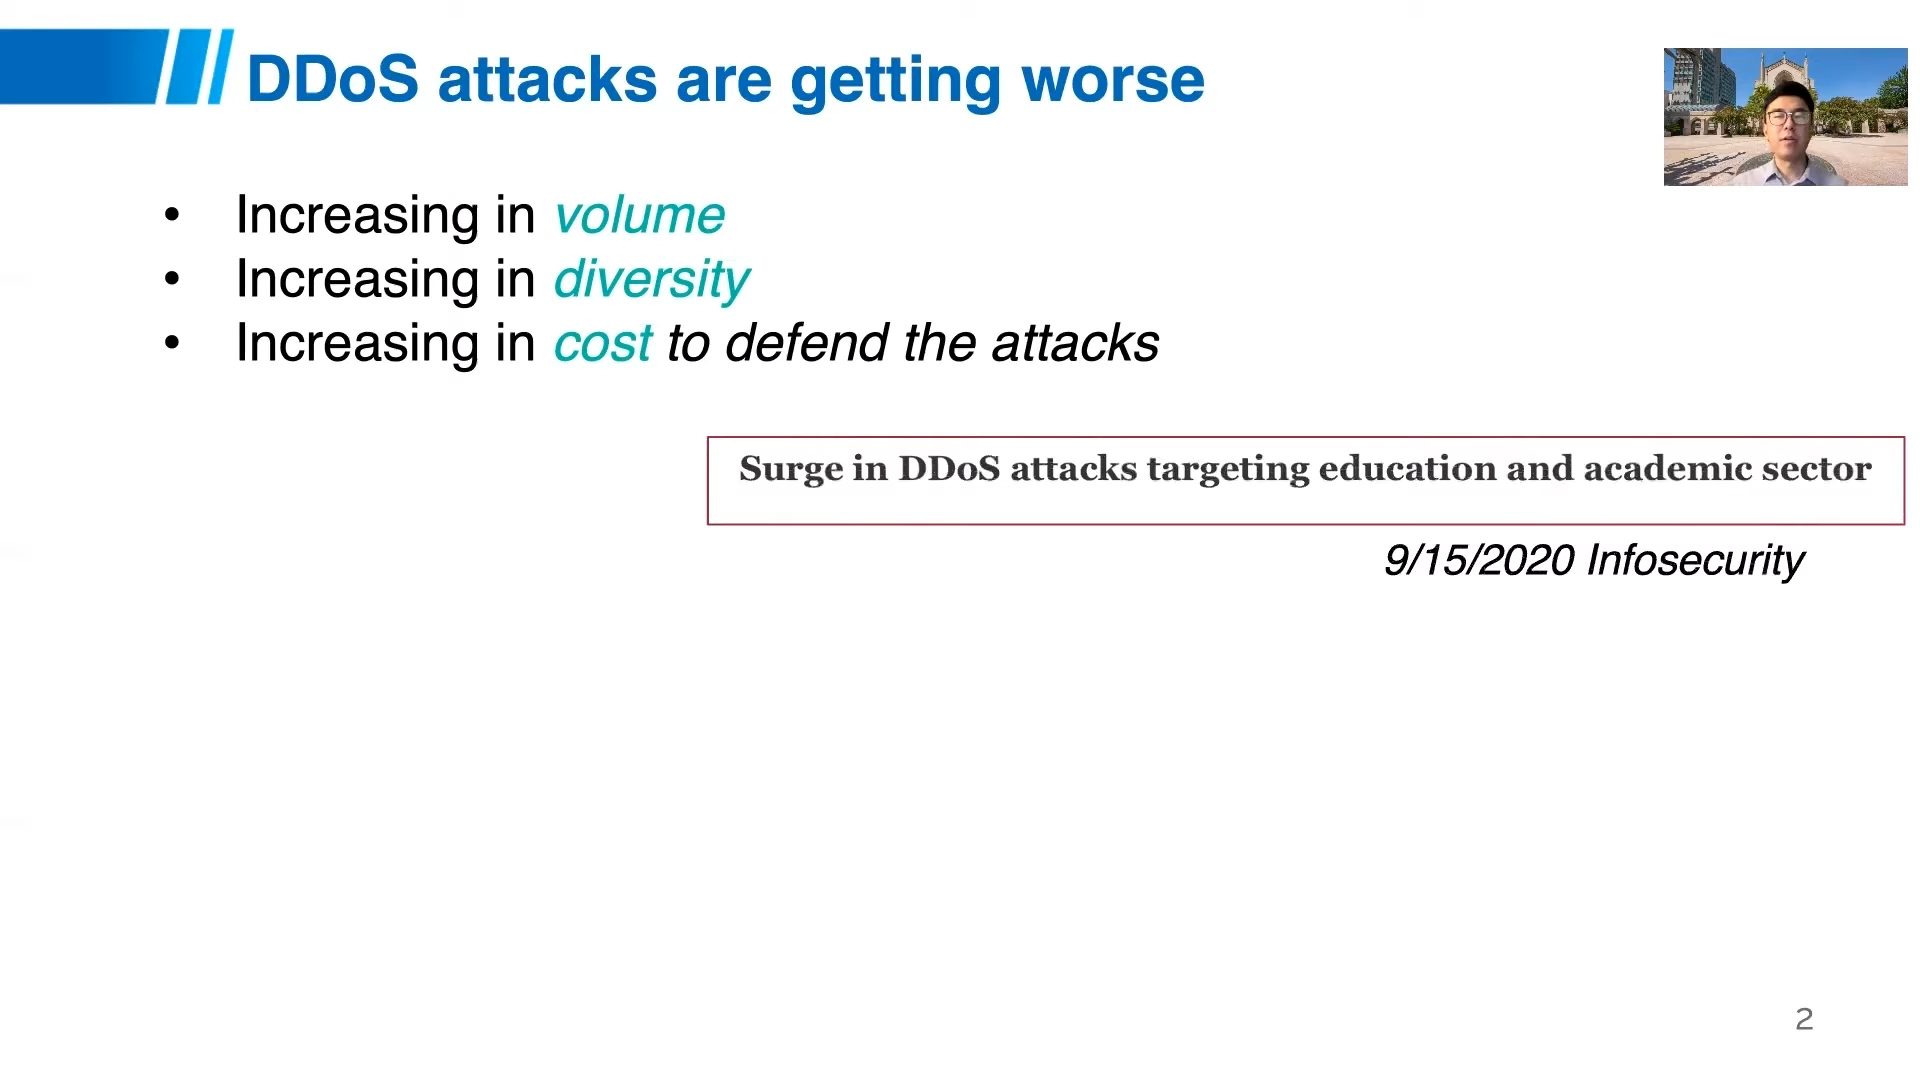 DDoS attacks are getting worse
• Increasing in volume
• Increasing in diversity
• Increasing in cost to defend the attacks
Surge in DDoS attacks targeting education and academic sector
9/15/2020 Infosecurity
2